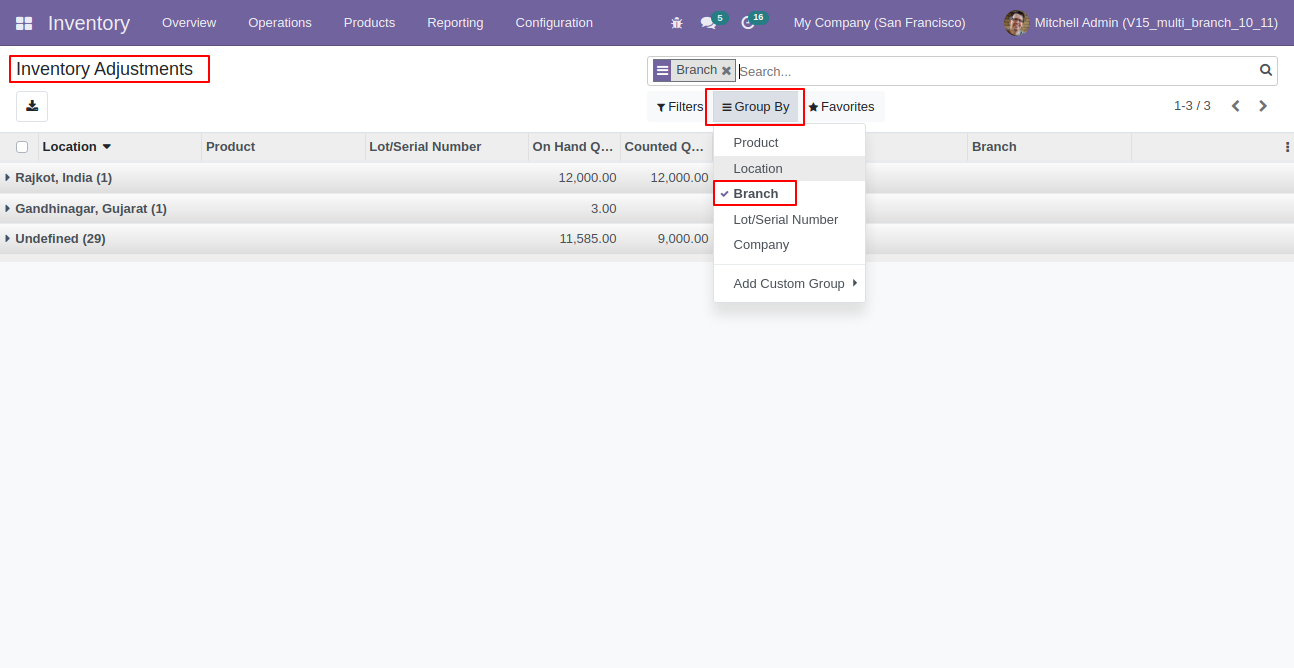 Inventory Overview Operations Products Reporting Configuration 5 16 My Company (San Francisco) Mitchell Admin (V15_multi_branch_10_11)
Inventory Adjustments
Branch Search...
Filters Group By Favorites 1-3 / 3
Location Product Lot/Serial Number On Hand Q... Counted Q... Branch
Rajkot, India (1) 12,000.00 12,000.00
Gandhinagar, Gujarat (1) 3.00
Undefined (29) 11,585.00 9,000.00
Product
Location
Branch
Lot/Serial Number
Company
Add Custom Group